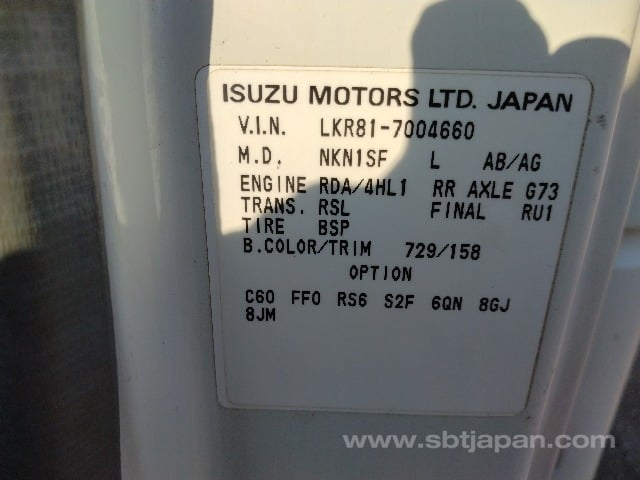 ISUZU MOTORS LTD. JAPAN
V.I.N. LKR81-7004660
M.D. NKN1SF L AB/AG
ENGINE RDA/4HL1 RR AXLE G73
TRANS. RSL FINAL RU1
TIRE BSP
B.COLOR/TRIM 729/158
OPTION
C60 FF0 RS6 S2F 6QN 8GJ
8JM
www.sbtjapan.com